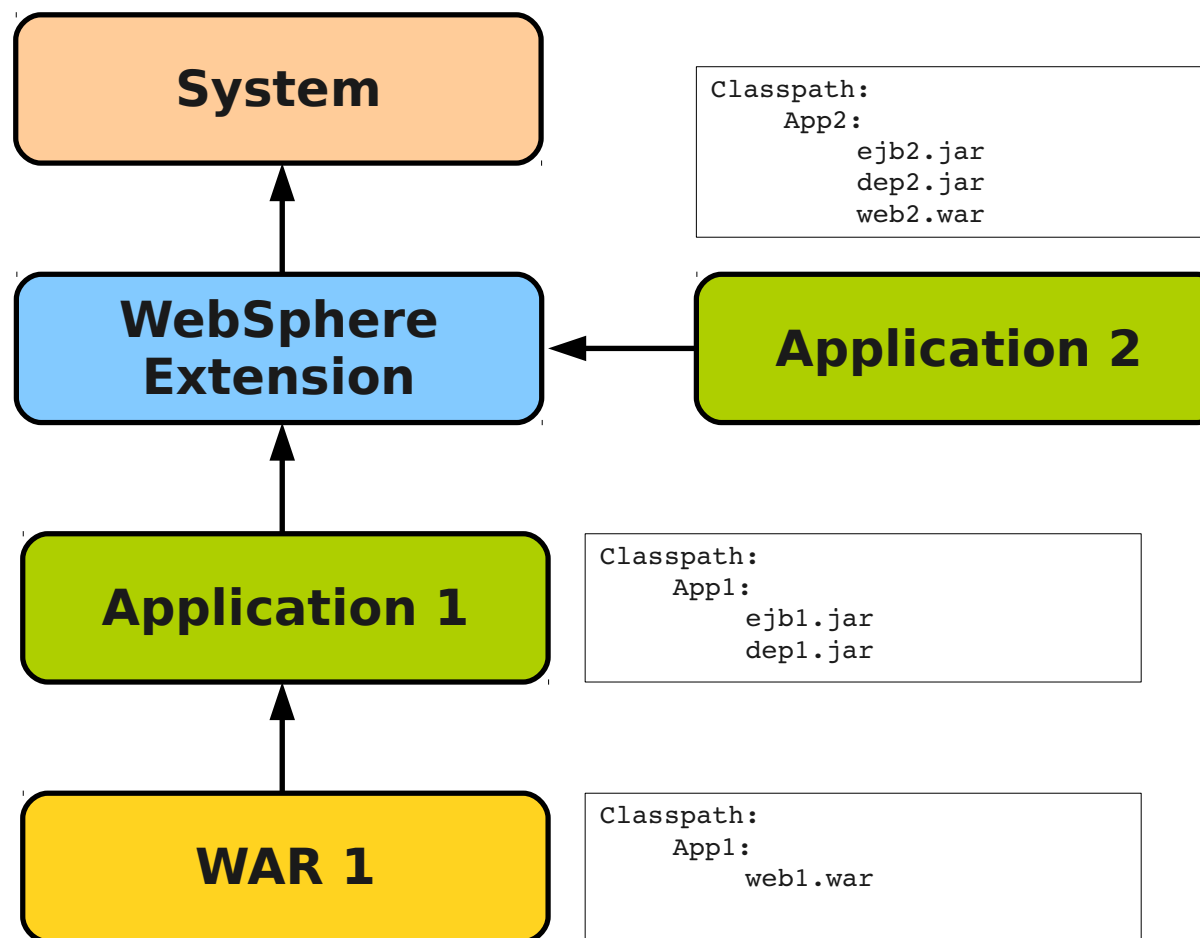 System
Classpath:
App2:
ejb2.jar
dep2.jar
web2.war
WebSphere
Extension
Application 2
Application 1
Classpath:
App1:
ejb1.jar
dep1.jar
WAR 1
Classpath:
App1:
web1.war